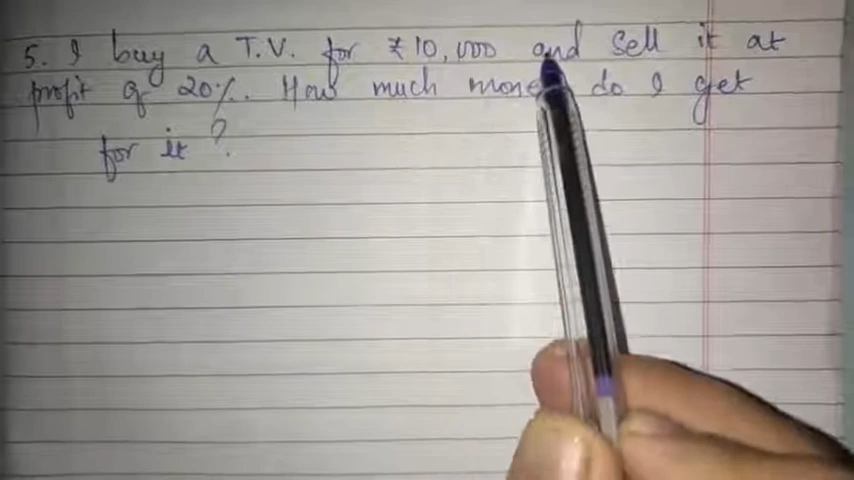 5. I buy a T.V. for ₹10,000 and sell it at
profit of 20%. How much money do I get
for it?